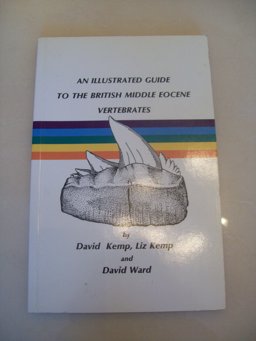 AN ILLUSTRATED GUIDE
TO THE BRITISH MIDDLE EOCENE
VERTEBRATES
by
David Kemp, Liz Kemp
and
David Ward